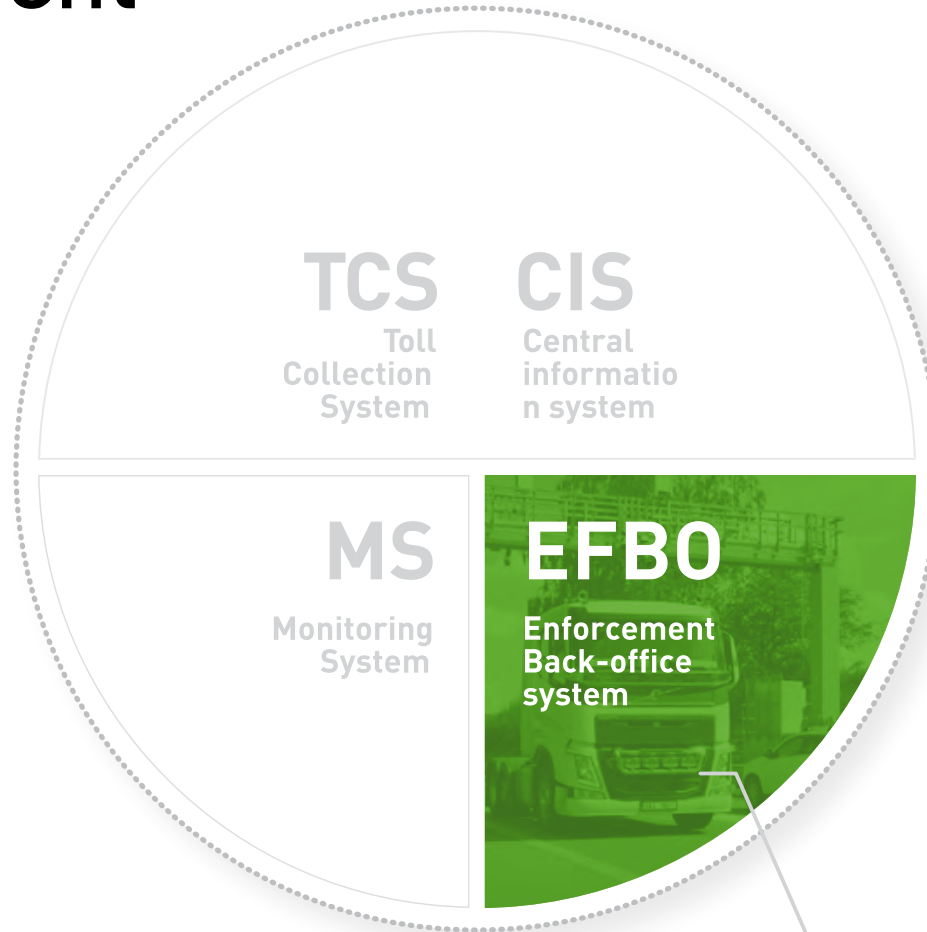 TCS
Toll
Collection
System
CIS
Central
informatio
n system
MS
Monitoring
System
EFBO
Enforcement
Back-office
system